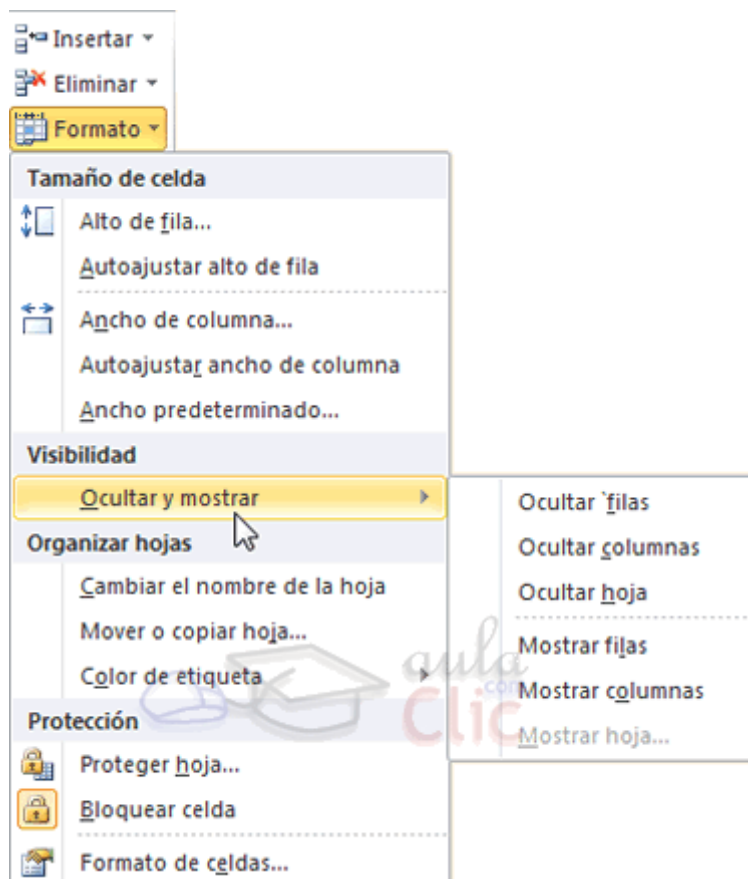 Insertar
Eliminar
Formato
Tamaño de celda
Alto de fila...
Autoajustar alto de fila
Ancho de columna...
Autoajustar ancho de columna
Ancho predeterminado...
Visibilidad
Ocultar y mostrar
Ocultar `filas
Ocultar columnas
Ocultar hoja
Mostrar filas
Mostrar columnas
Mostrar hoja...
Organizar hojas
Cambiar el nombre de la hoja
Mover o copiar hoja...
Color de etiqueta
Protección
Proteger hoja...
Bloquear celda
Formato de celdas...
aula
.com
Clic